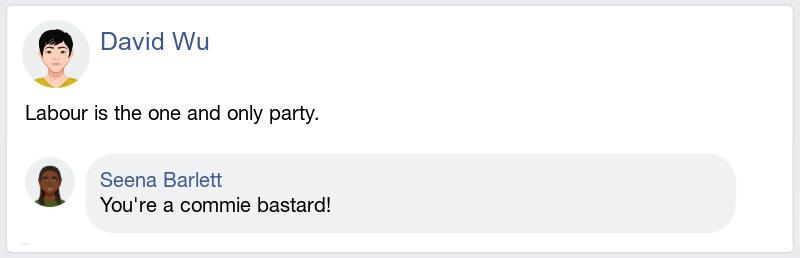 David Wu
Labour is the one and only party.
Seena Barlett
You're a commie bastard!